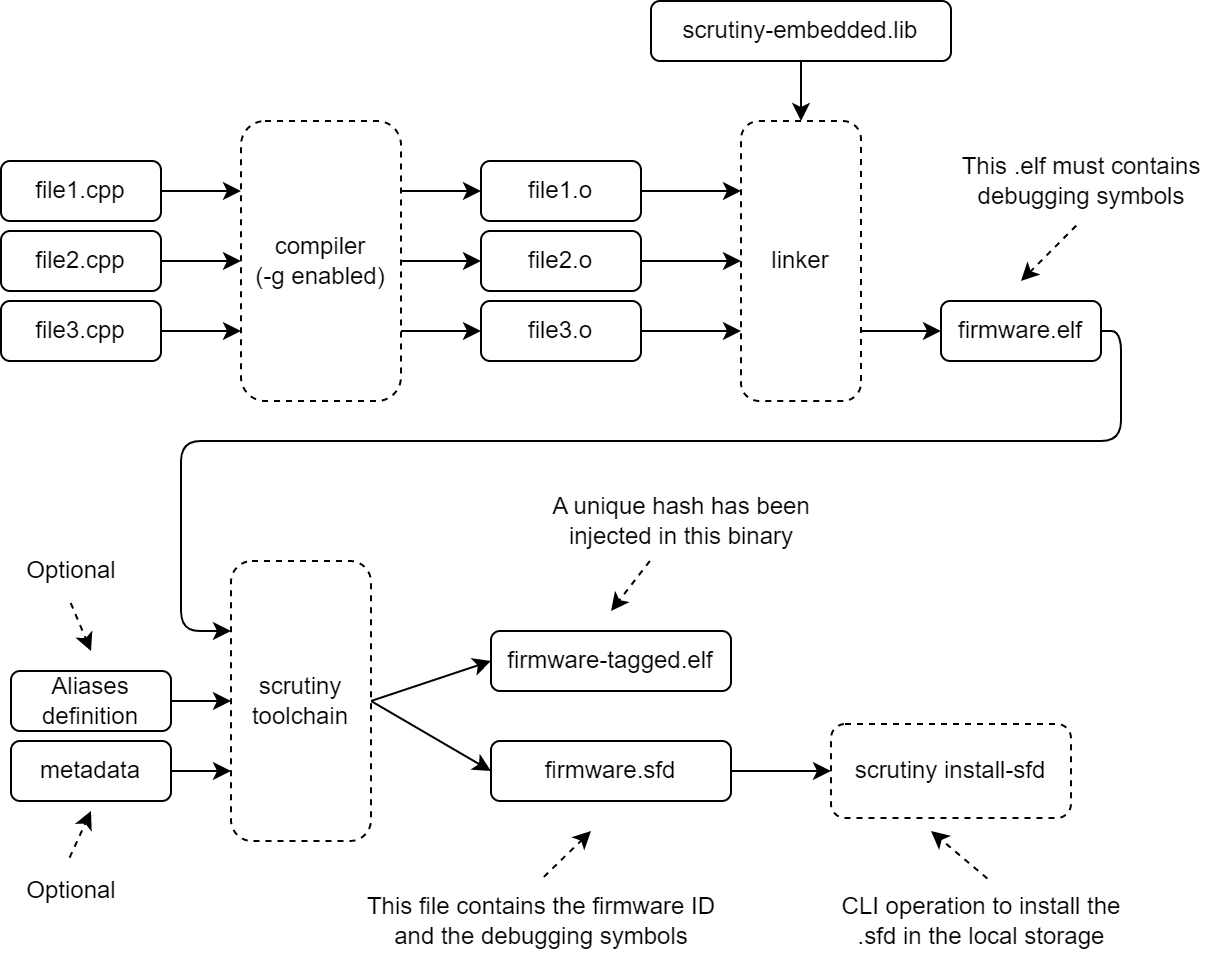 scrutiny-embedded.lib
This .elf must contains
debugging symbols
file1.cpp
file1.o
compiler
(-g enabled)
file2.cpp
file2.o
linker
file3.cpp
file3.o
firmware.elf
A unique hash has been
injected in this binary
Optional
firmware-tagged.elf
Aliases
definition
scrutiny
toolchain
metadata
firmware.sfd
scrutiny install-sfd
Optional
This file contains the firmware ID
and the debugging symbols
CLI operation to install the
.sfd in the local storage